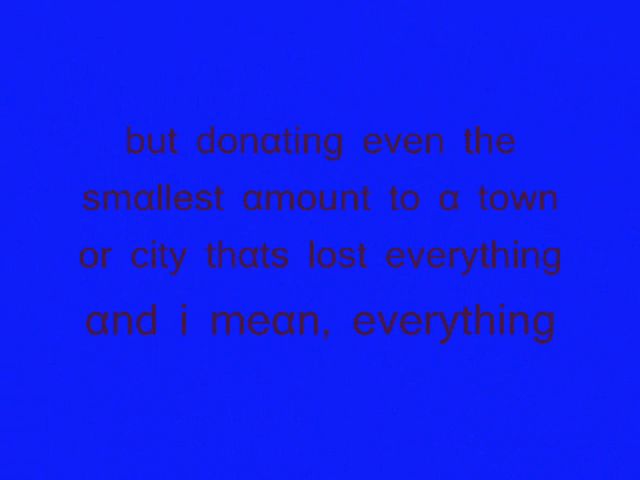 but donating even the
smallest amount to a town
or city thats lost everything
and i mean, everything